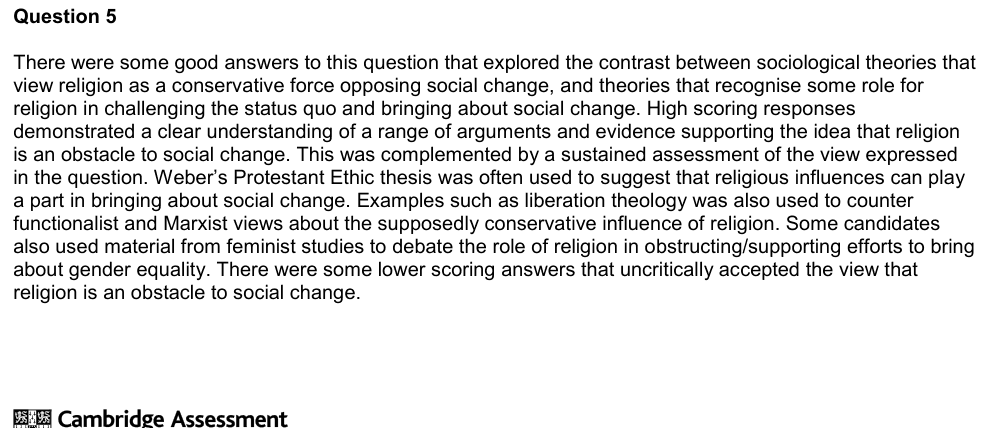 Question 5
There were some good answers to this question that explored the contrast between sociological theories that
view religion as a conservative force opposing social change, and theories that recognise some role for
religion in challenging the status quo and bringing about social change. High scoring responses
demonstrated a clear understanding of a range of arguments and evidence supporting the idea that religion
is an obstacle to social change. This was complemented by a sustained assessment of the view expressed
in the question. Weber’s Protestant Ethic thesis was often used to suggest that religious influences can play
a part in bringing about social change. Examples such as liberation theology was also used to counter
functionalist and Marxist views about the supposedly conservative influence of religion. Some candidates
also used material from feminist studies to debate the role of religion in obstructing/supporting efforts to bring
about gender equality. There were some lower scoring answers that uncritically accepted the view that
religion is an obstacle to social change.
Cambridge Assessment